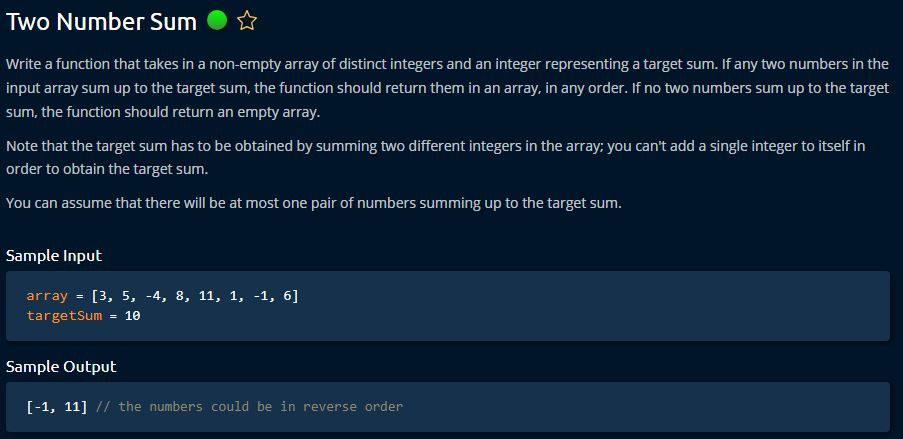 Two Number Sum
Write a function that takes in a non-empty array of distinct integers and an integer representing a target sum. If any two numbers in the
input array sum up to the target sum, the function should return them in an array, in any order. If no two numbers sum up to the target
sum, the function should return an empty array.
Note that the target sum has to be obtained by summing two different integers in the array; you can't add a single integer to itself in
order to obtain the target sum.
You can assume that there will be at most one pair of numbers summing up to the target sum.
Sample Input
array = [3, 5, -4, 8, 11, 1, -1, 6]
targetSum = 10
Sample Output
[-1, 11] // the numbers could be in reverse order